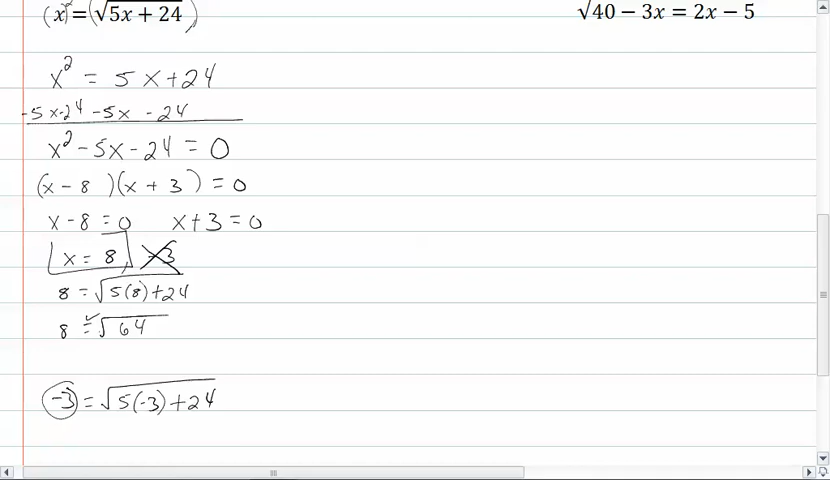 (x)² = (√5x + 24)²
√40 − 3x = 2x − 5
x² = 5x + 24
-5x-24 -5x - 24
x² - 5x - 24 = 0
(x - 8 )(x + 3 ) = 0
x - 8 = 0 x + 3 = 0
x = 8, -3
8 = √5(8) + 24
8 = √64
-3 = √5(-3) + 24